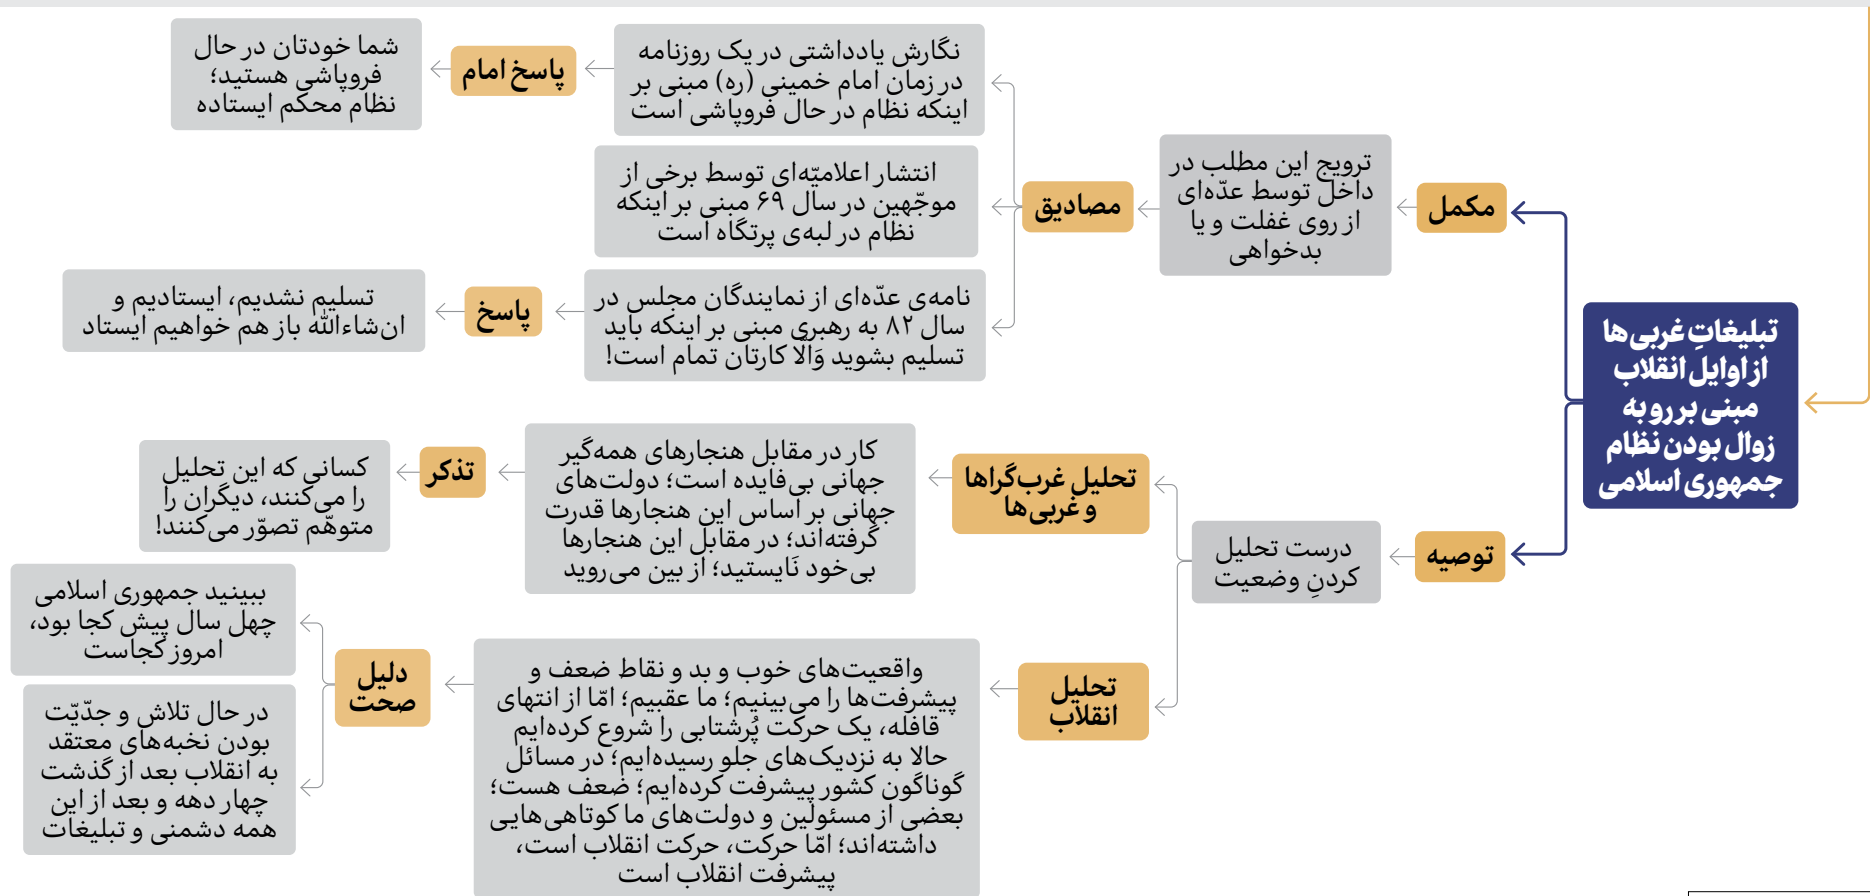 تبلیغاتِ غربی‌ها
از اوایل انقلاب
مبنی بر رو به
زوال بودن نظام
جمهوری اسلامی
مکمل
ترویج این مطلب در
داخل توسط عدّه‌ای
از روی غفلت و یا
بدخواهی
مصادیق
نگارش یادداشتی در یک روزنامه
در زمان امام خمینی (ره) مبنی بر
اینکه نظام در حال فروپاشی است
پاسخ امام
شما خودتان در حال
فروپاشی هستید؛
نظام محکم ایستاده
انتشار اعلامیّه‌ای توسط برخی از
موجّهین در سال ۶۹ مبنی بر اینکه
نظام در لبه‌ی پرتگاه است
نامه‌ی عدّه‌ای از نمایندگان مجلس در
سال ۸۲ به رهبری مبنی بر اینکه باید
تسلیم بشوید وَالّا کارتان تمام است!
پاسخ
تسلیم نشدیم، ایستادیم و
ان‌شاءالله باز هم خواهیم ایستاد
توصیه
درست تحلیل
کردنِ وضعیت
تحلیل غرب‌گراها
و غربی‌ها
کار در مقابل هنجارهای همه‌گیر
جهانی بی‌فایده است؛ دولت‌های
جهانی بر اساس این هنجارها قدرت
گرفته‌اند؛ در مقابل این هنجارها
بی‌خود نَایستید؛ از بین می‌روید
تذکر
کسانی که این تحلیل
را می‌کنند، دیگران را
متوهّم تصوّر می‌کنند!
تحلیل
انقلاب
واقعیت‌های خوب و بد و نقاط ضعف و
پیشرفت‌ها را می‌بینیم؛ ما عقبیم؛ امّا از انتهای
قافله، یک حرکت پُرشتابی را شروع کرده‌ایم
حالا به نزدیک‌های جلو رسیده‌ایم؛ در مسائل
گوناگون کشور پیشرفت کرده‌ایم؛ ضعف هست؛
بعضی از مسئولین و دولت‌های ما کوتاهی‌هایی
داشته‌اند؛ امّا حرکت، حرکت انقلاب است،
پیشرفت انقلاب است
دلیل
صحت
ببینید جمهوری اسلامی
چهل سال پیش کجا بود،
امروز کجاست
در حال تلاش و جدّیّت
بودن نخبه‌های معتقد
به انقلاب بعد از گذشت
چهار دهه و بعد از این
همه دشمنی و تبلیغات